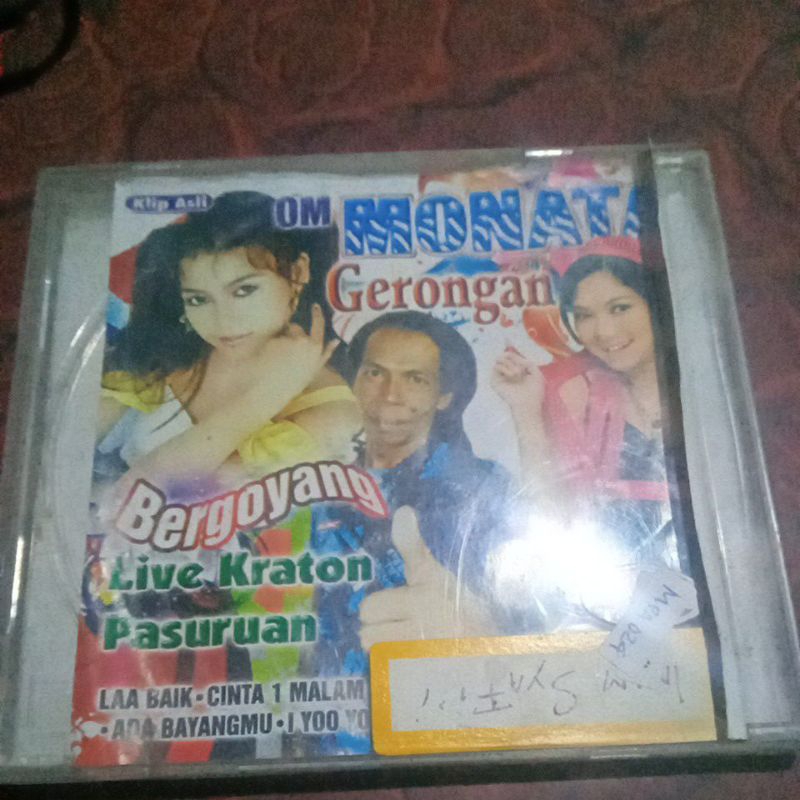 Klip Asli
OM MONATA
Gerongan
Bergoyang
Live Kraton
Pasuruan
LAA BAIK • CINTA 1 MALAM
• ADA BAYANGMU • I YOO YO